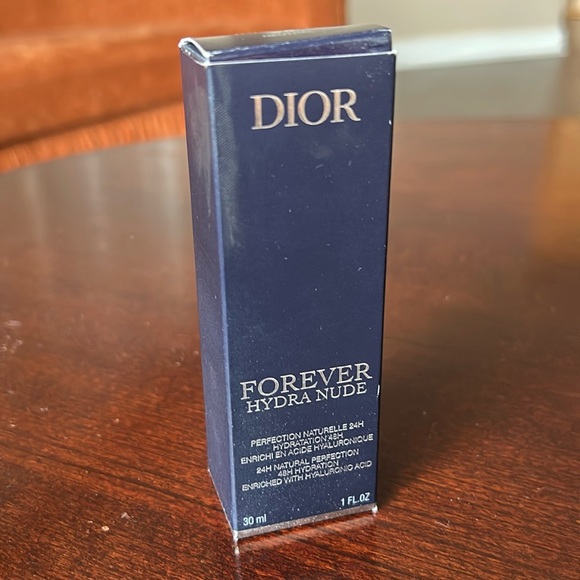 DIOR
FOREVER
HYDRA NUDE
PERFECTION NATURELLE 24H
HYDRATATION 48H
ENRICHI EN ACIDE HYALURONIQUE
24H NATURAL PERFECTION
48H HYDRATION
ENRICHED WITH HYALURONIC ACID
30 ml 1 FL.OZ